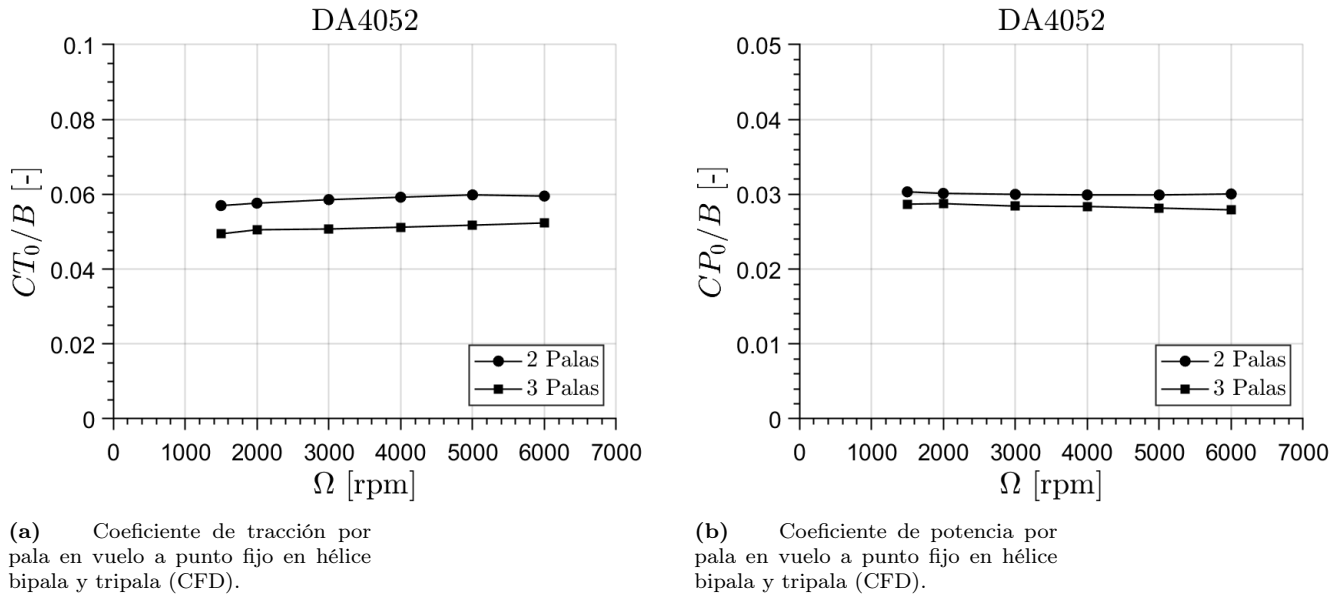 DA4052
0.1
0.08
0.06
0.04
0.02
0
CT₀/B [-]
2 Palas
3 Palas
0 1000 2000 3000 4000 5000 6000 7000
Ω [rpm]
(a) Coeficiente de tracción por
pala en vuelo a punto fijo en hélice
bipala y tripala (CFD).
DA4052
0.05
0.04
0.03
0.02
0.01
0
CP₀/B [-]
2 Palas
3 Palas
0 1000 2000 3000 4000 5000 6000 7000
Ω [rpm]
(b) Coeficiente de potencia por
pala en vuelo a punto fijo en hélice
bipala y tripala (CFD).